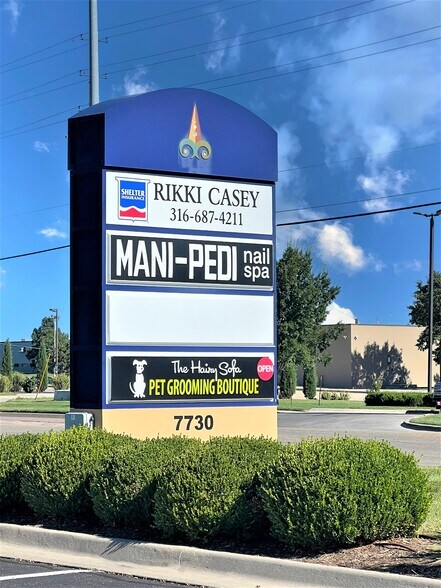 SHELTER
INSURANCE
RIKKI CASEY
316-687-4211
MANI-PEDI nail
spa
The Hairy Sofa
OPEN
PET GROOMING BOUTIQUE
7730